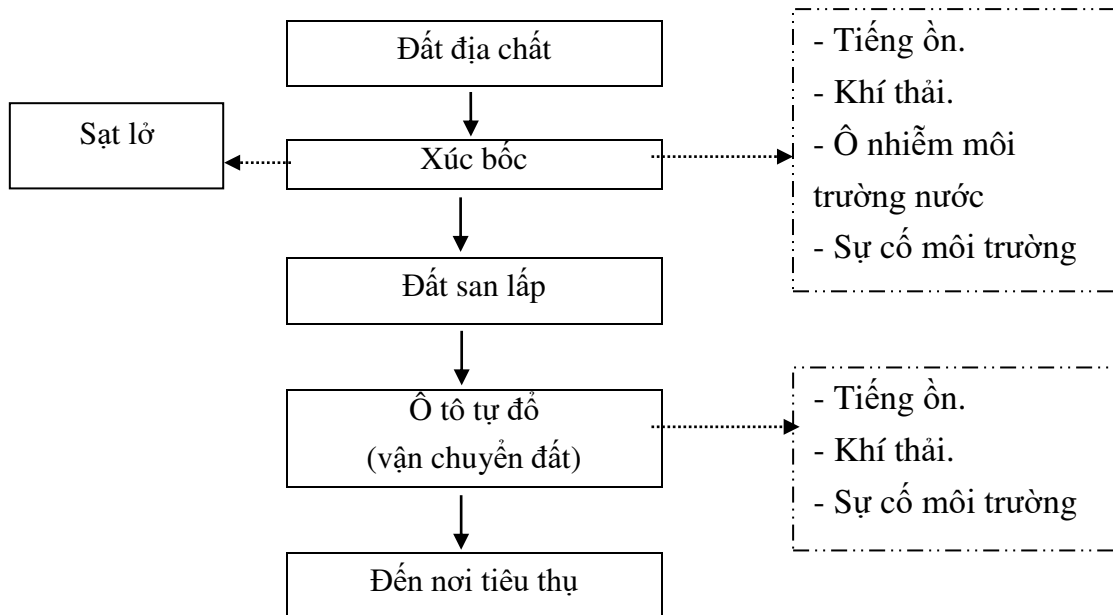 Đất địa chất
- Tiếng ồn.
- Khí thải.
- Ô nhiễm môi
trường nước
- Sự cố môi trường
Sạt lở
Xúc bốc
Đất san lấp
Ô tô tự đổ
(vận chuyển đất)
- Tiếng ồn.
- Khí thải.
- Sự cố môi trường
Đến nơi tiêu thụ